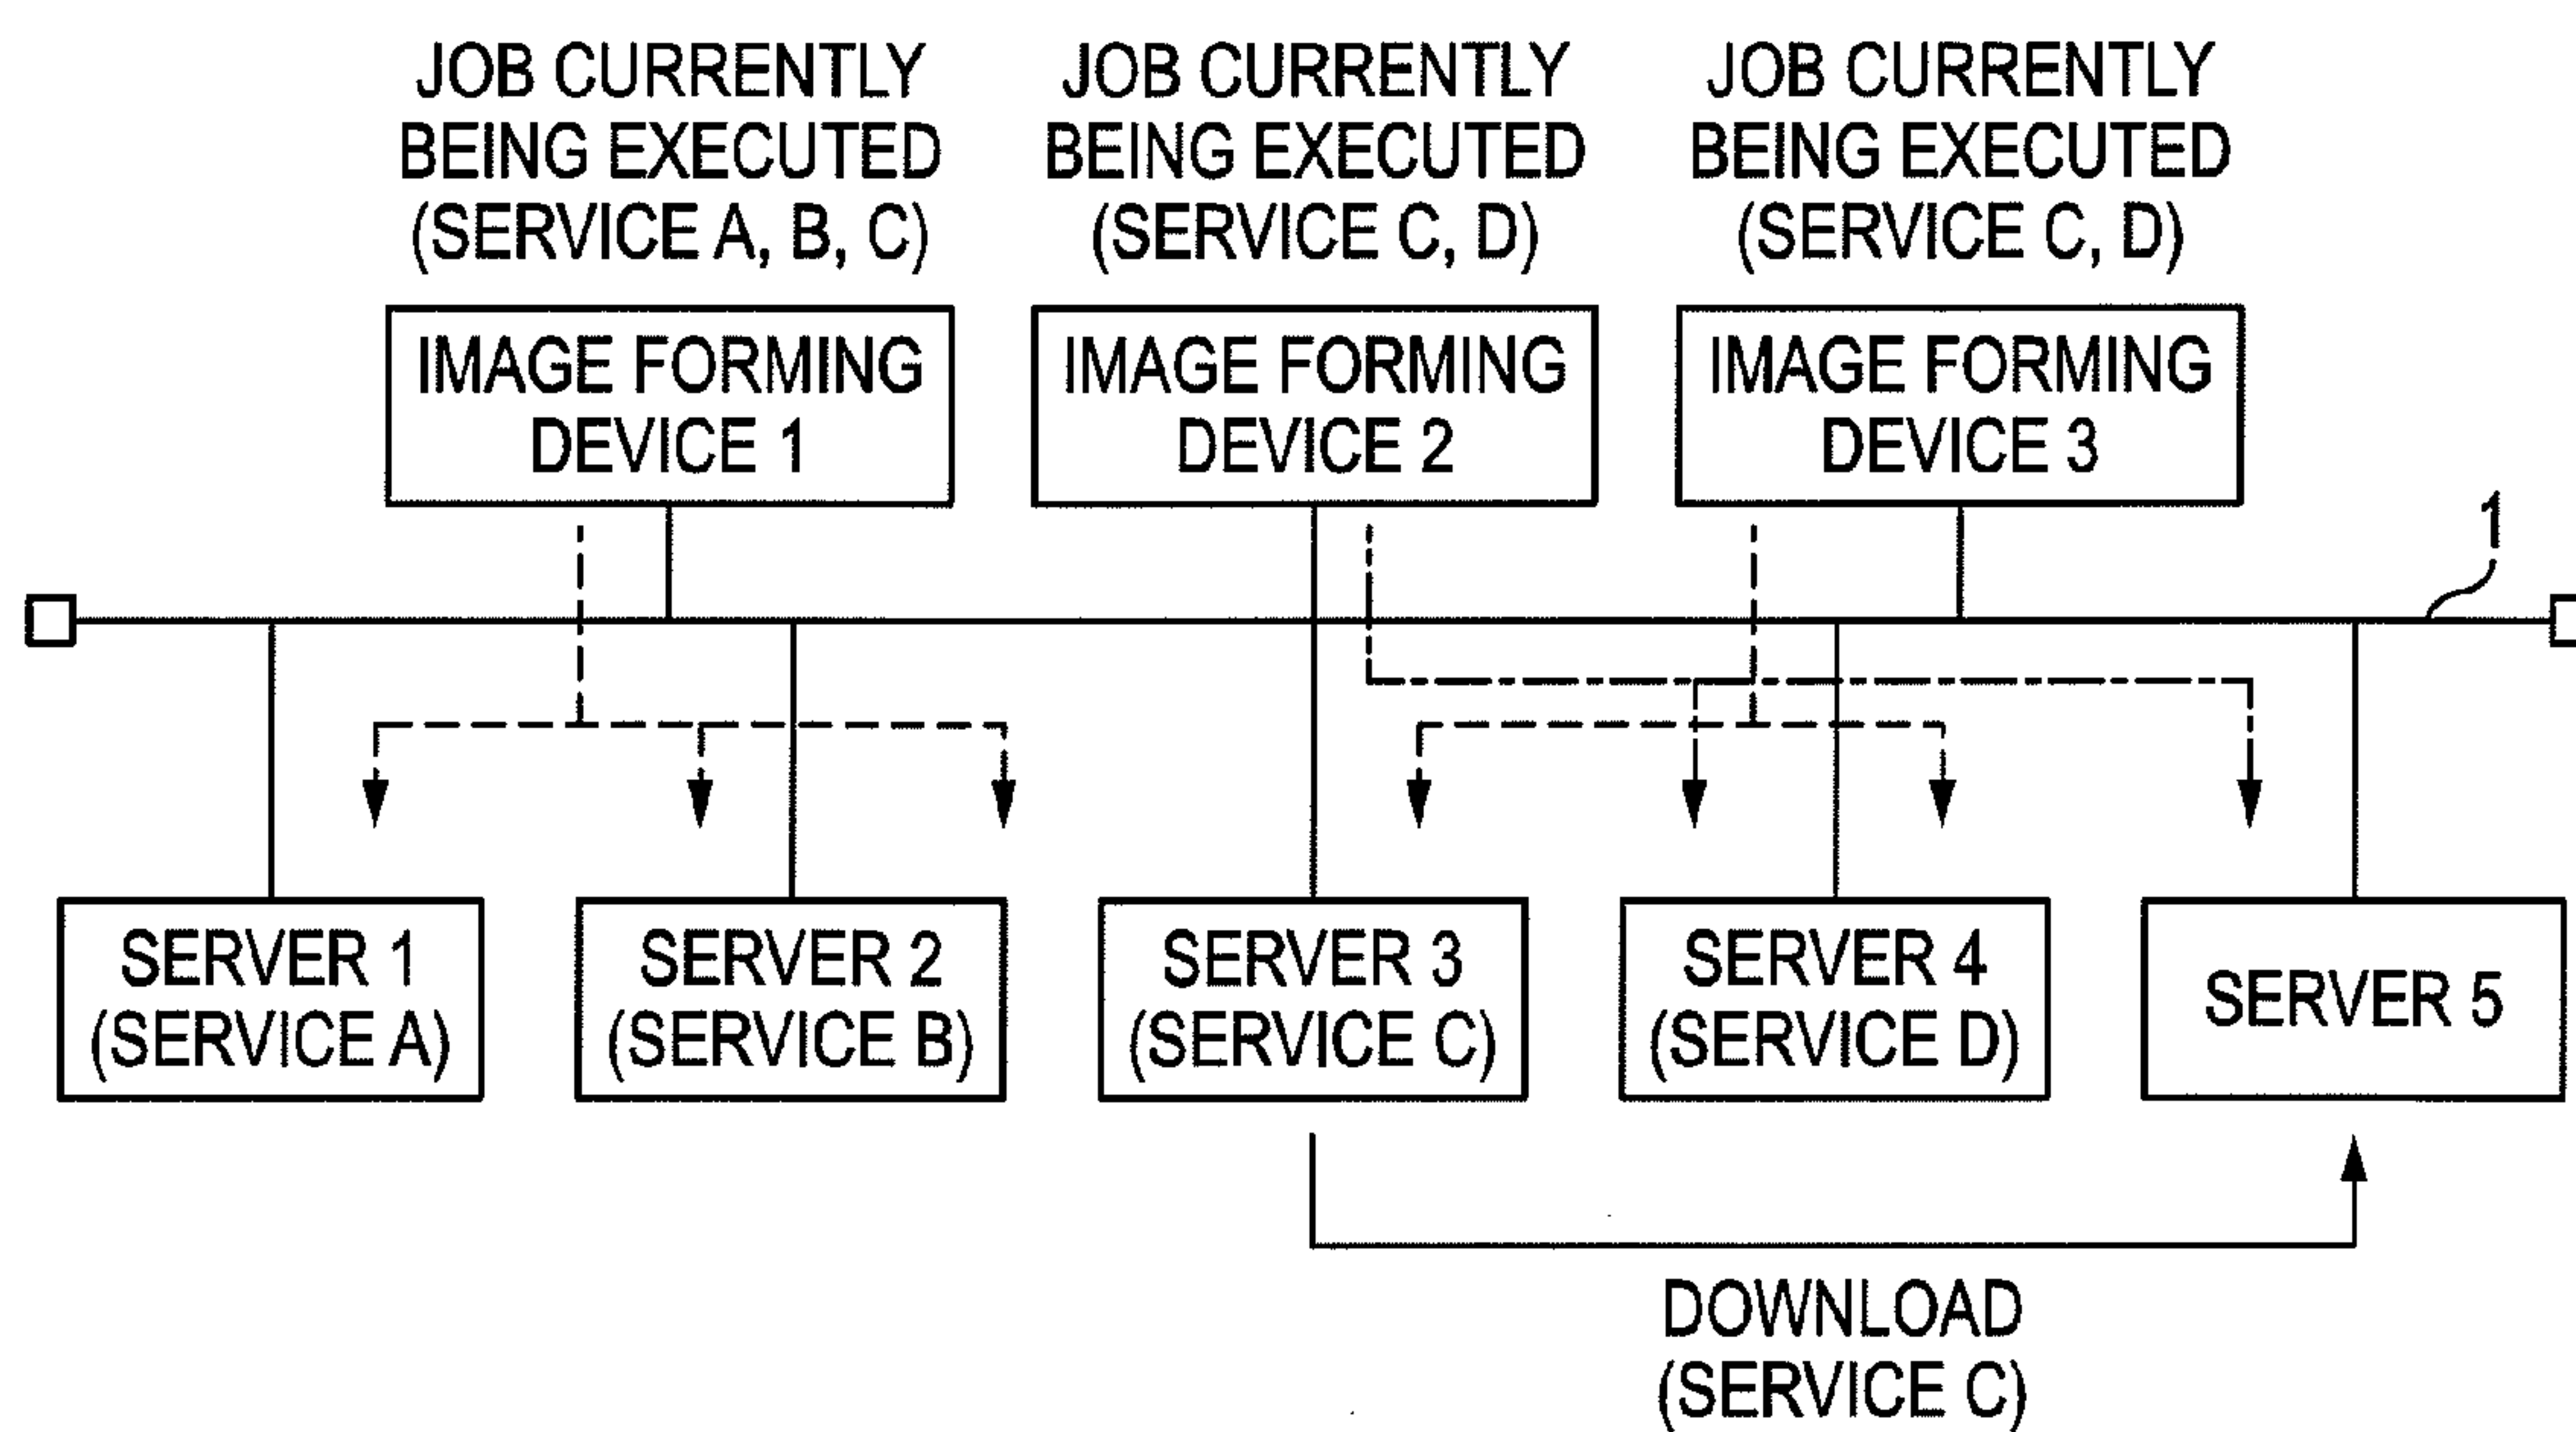 JOB CURRENTLY
BEING EXECUTED
(SERVICE A, B, C)
JOB CURRENTLY
BEING EXECUTED
(SERVICE C, D)
JOB CURRENTLY
BEING EXECUTED
(SERVICE C, D)
IMAGE FORMING
DEVICE 1
IMAGE FORMING
DEVICE 2
IMAGE FORMING
DEVICE 3
1
SERVER 1
(SERVICE A)
SERVER 2
(SERVICE B)
SERVER 3
(SERVICE C)
SERVER 4
(SERVICE D)
SERVER 5
DOWNLOAD
(SERVICE C)